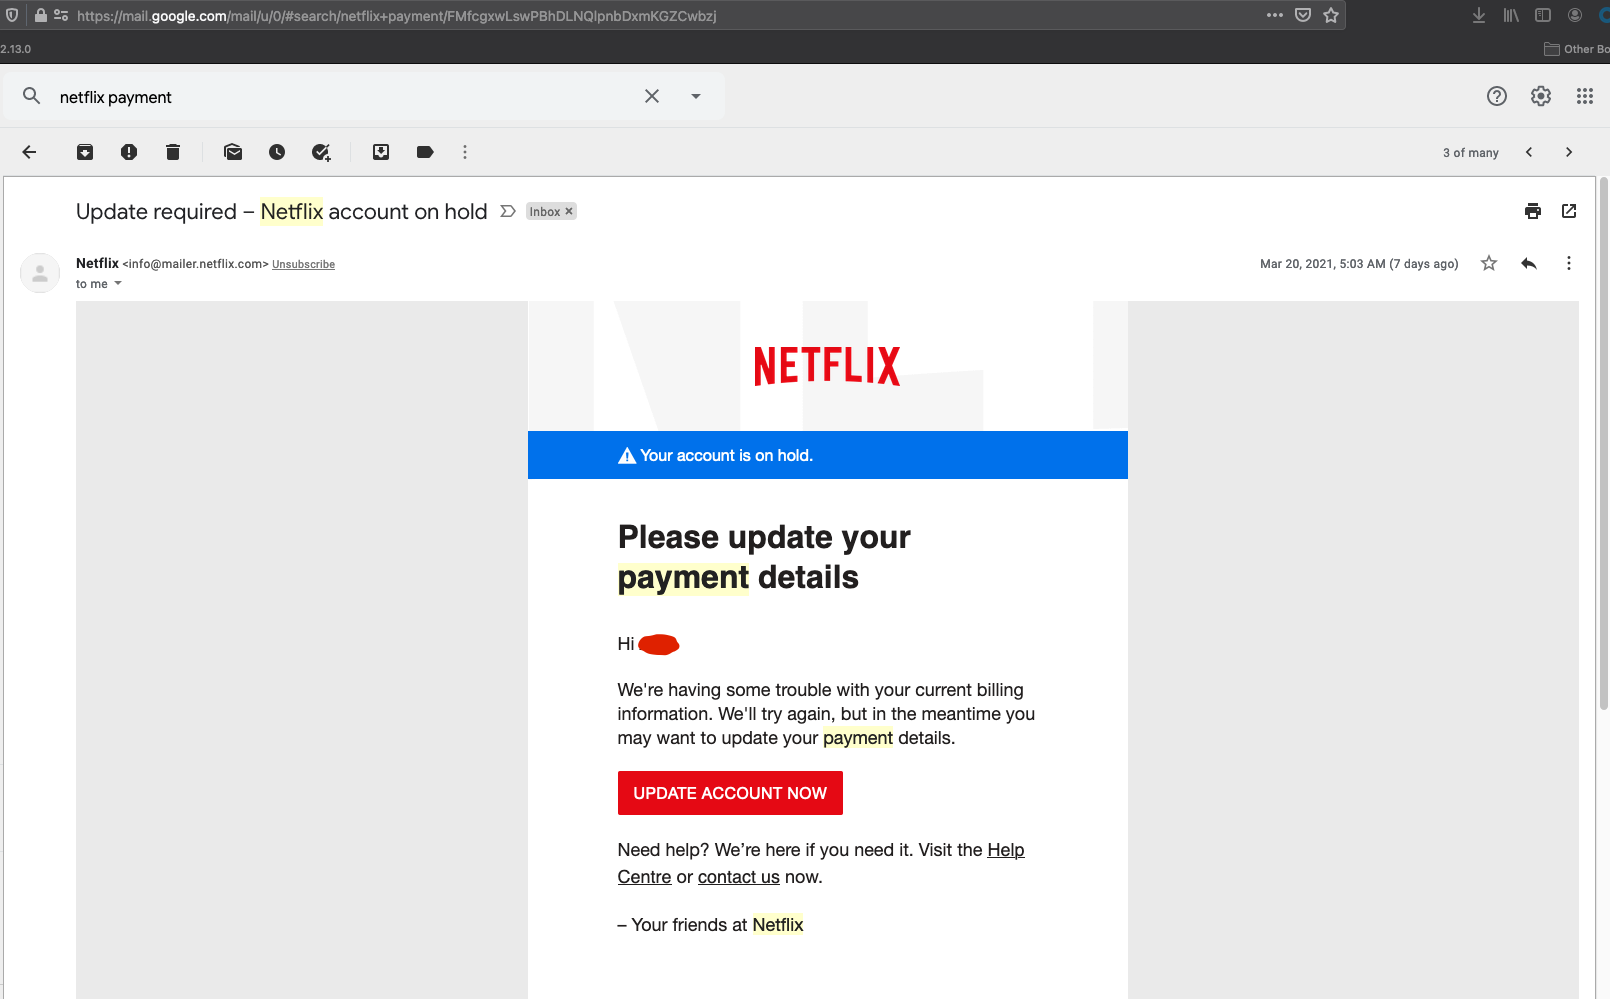 https://mail.google.com/mail/u/0/#search/netflix+payment/FMfcgxwLswPBhDLNQlpnbDxmKGZCwbzj
2.13.0
Other Bo
netflix payment
3 of many
Update required – Netflix account on hold
Inbox ×
Netflix <info@mailer.netflix.com> Unsubscribe
Mar 20, 2021, 5:03 AM (7 days ago)
to me
NETFLIX
Your account is on hold.
Please update your
payment details
Hi
We're having some trouble with your current billing
information. We'll try again, but in the meantime you
may want to update your payment details.
UPDATE ACCOUNT NOW
Need help? We’re here if you need it. Visit the Help
Centre or contact us now.
– Your friends at Netflix